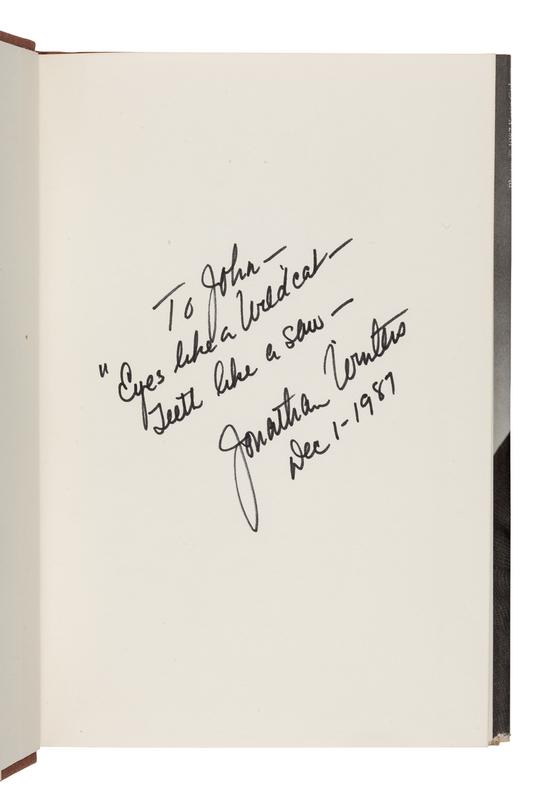 To John—
"Eyes like a Wildcat—
Teeth like a saw—
Jonathan Winters
Dec 1-1987